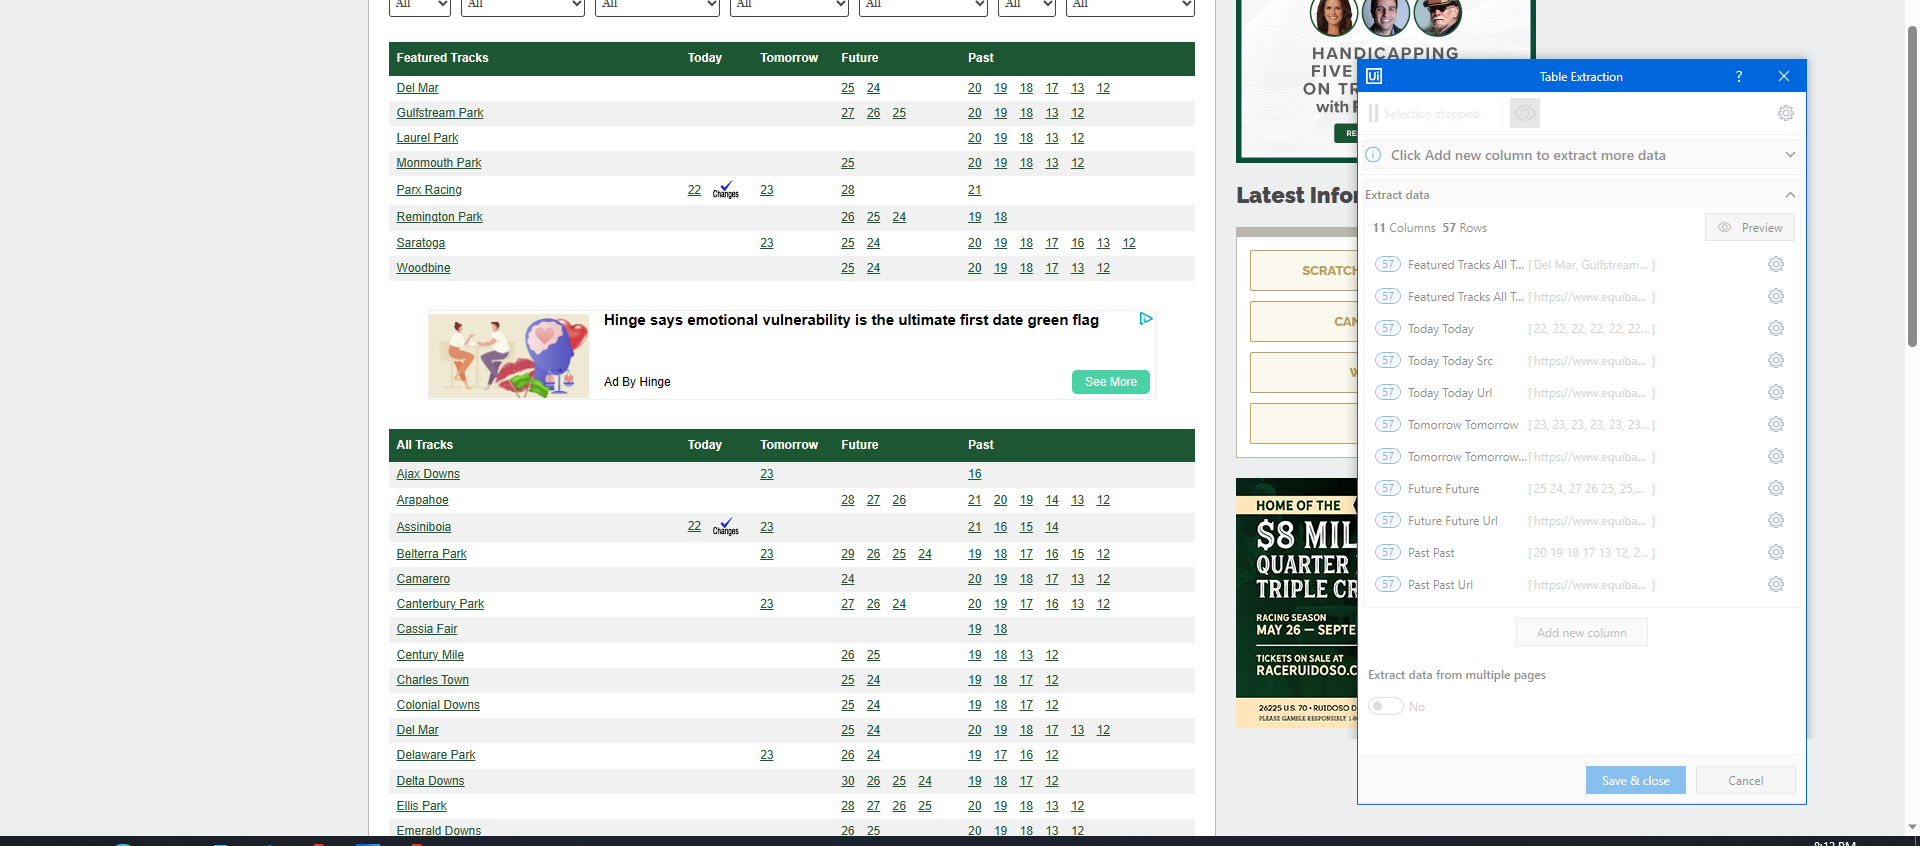 All All All All All All All
Featured Tracks Today Tomorrow Future Past
Del Mar 25 24 20 19 18 17 13 12
Gulfstream Park 27 26 25 20 19 18 13 12
Laurel Park 20 19 18 13 12
Monmouth Park 25 20 19 18 13 12
Parx Racing 22 Changes 23 28 21
Remington Park 26 25 24 19 18
Saratoga 23 25 24 20 19 18 17 16 13 12
Woodbine 25 24 20 19 18 17 13 12
Hinge says emotional vulnerability is the ultimate first date green flag
Ad By Hinge
See More
All Tracks Today Tomorrow Future Past
Ajax Downs 23 16
Arapahoe 28 27 26 21 20 19 14 13 12
Assiniboia 22 Changes 23 21 16 15 14
Belterra Park 23 29 26 25 24 19 18 17 16 15 12
Camarero 24 20 19 18 17 13 12
Canterbury Park 23 27 26 24 20 19 17 16 13 12
Cassia Fair 19 18
Century Mile 26 25 19 18 13 12
Charles Town 25 24 19 18 17 12
Colonial Downs 25 24 19 18 17 12
Del Mar 25 24 20 19 18 17 13 12
Delaware Park 23 26 24 19 17 16 12
Delta Downs 30 26 25 24 19 18 17 12
Ellis Park 28 27 26 25 20 19 18 13 12
Emerald Downs 26 25 20 19 18 13 12
HANDICAPPING
FIVE
ON TR
with
RE
Latest Infor
SCRATCH
CAN
W
HOME OF THE
$8 MIL
QUARTER
TRIPLE CR
RACING SEASON
MAY 26 — SEPTE
TICKETS ON SALE AT
RACERUIDOSO.C
26225 U.S. 70 • RUIDOSO D
PLEASE GAMBLE RESPONSIBLY. 1-8
Ui Table Extraction ?
Selection stopped
Click Add new column to extract more data
Extract data
11 Columns 57 Rows Preview
57 Featured Tracks All T... [ Del Mar, Gulfstream... ]
57 Featured Tracks All T... [ https://www.equiba... ]
57 Today Today [ 22, 22, 22, 22, 22, 22... ]
57 Today Today Src [ https://www.equiba... ]
57 Today Today Url [ https://www.equiba... ]
57 Tomorrow Tomorrow [ 23, 23, 23, 23, 23, 23... ]
57 Tomorrow Tomorrow... [ https://www.equiba... ]
57 Future Future [ 25 24, 27 26 25, 25,... ]
57 Future Future Url [ https://www.equiba... ]
57 Past Past [ 20 19 18 17 13 12, 2... ]
57 Past Past Url [ https://www.equiba... ]
Add new column
Extract data from multiple pages
No
Save & close Cancel